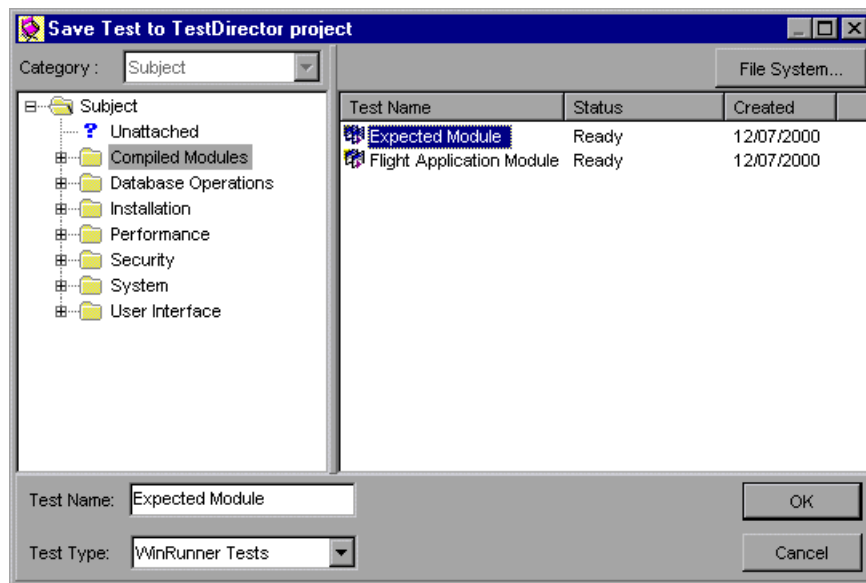 Save Test to TestDirector project
Category : Subject
File System...
Subject
? Unattached
Compiled Modules
Database Operations
Installation
Performance
Security
System
User Interface
Test Name Status Created
Expected Module Ready 12/07/2000
Flight Application Module Ready 12/07/2000
Test Name: Expected Module
OK
Test Type: WinRunner Tests
Cancel